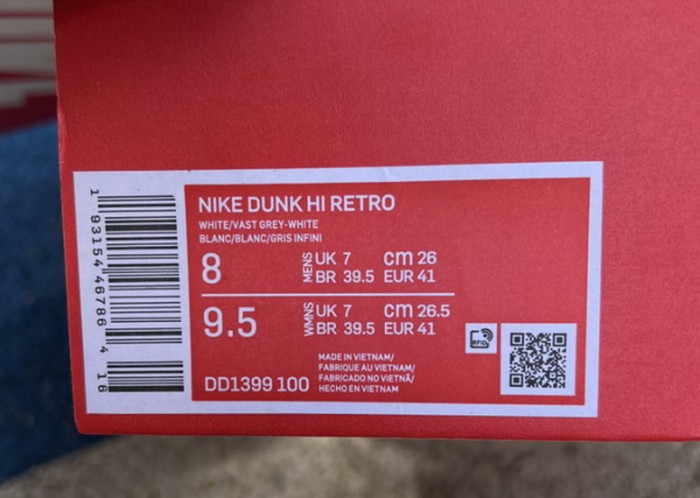 1 93154 46786 4 16
NIKE DUNK HI RETRO
WHITE/VAST GREY-WHITE
BLANC/BLANC/GRIS INFINI
8 MENS UK 7 cm 26
BR 39.5 EUR 41
9.5 WMNS UK 7 cm 26.5
BR 39.5 EUR 41
RFID
DD1399 100
MADE IN VIETNAM/
FABRIQUE AU VIETNAM/
FABRICADO NO VIETNÃ/
HECHO EN VIETNAM